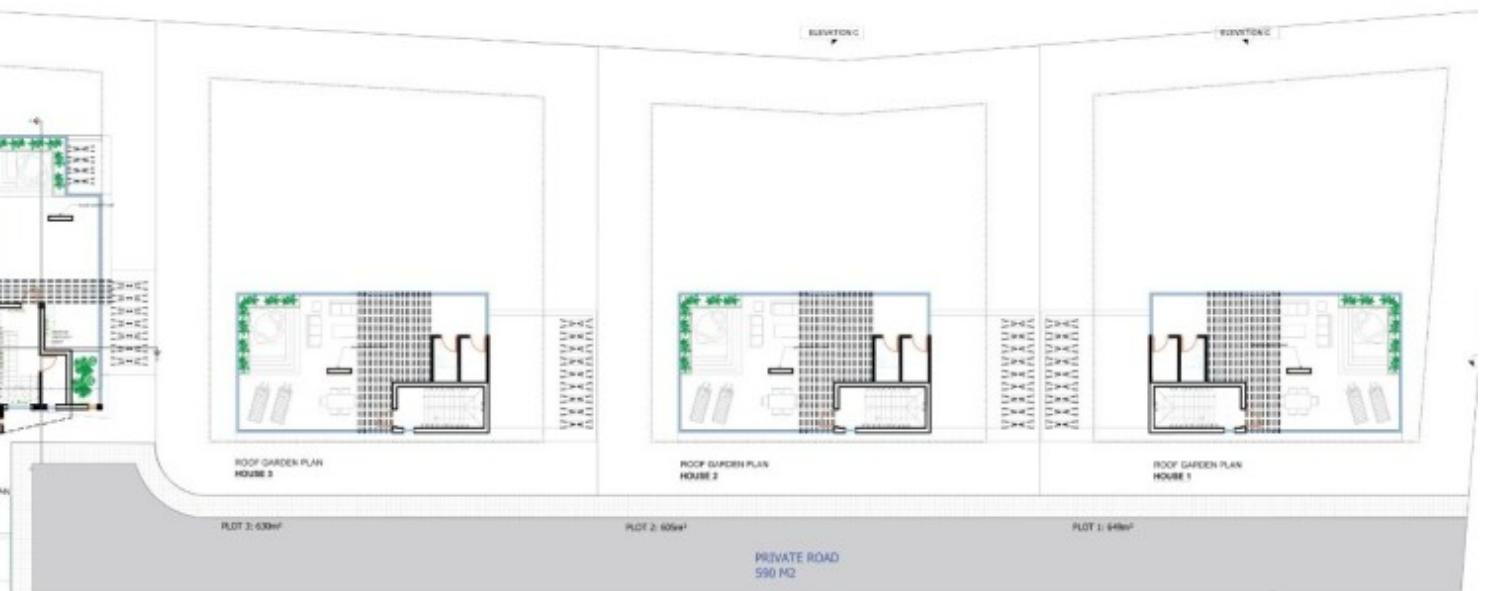 ELEVATION C
ELEVATION C
ROOF GARDEN PLAN
HOUSE 3
ROOF GARDEN PLAN
HOUSE 2
ROOF GARDEN PLAN
HOUSE 1
PLOT 3: 630m²
PLOT 2: 605m²
PLOT 1: 649m²
PRIVATE ROAD
590 M2